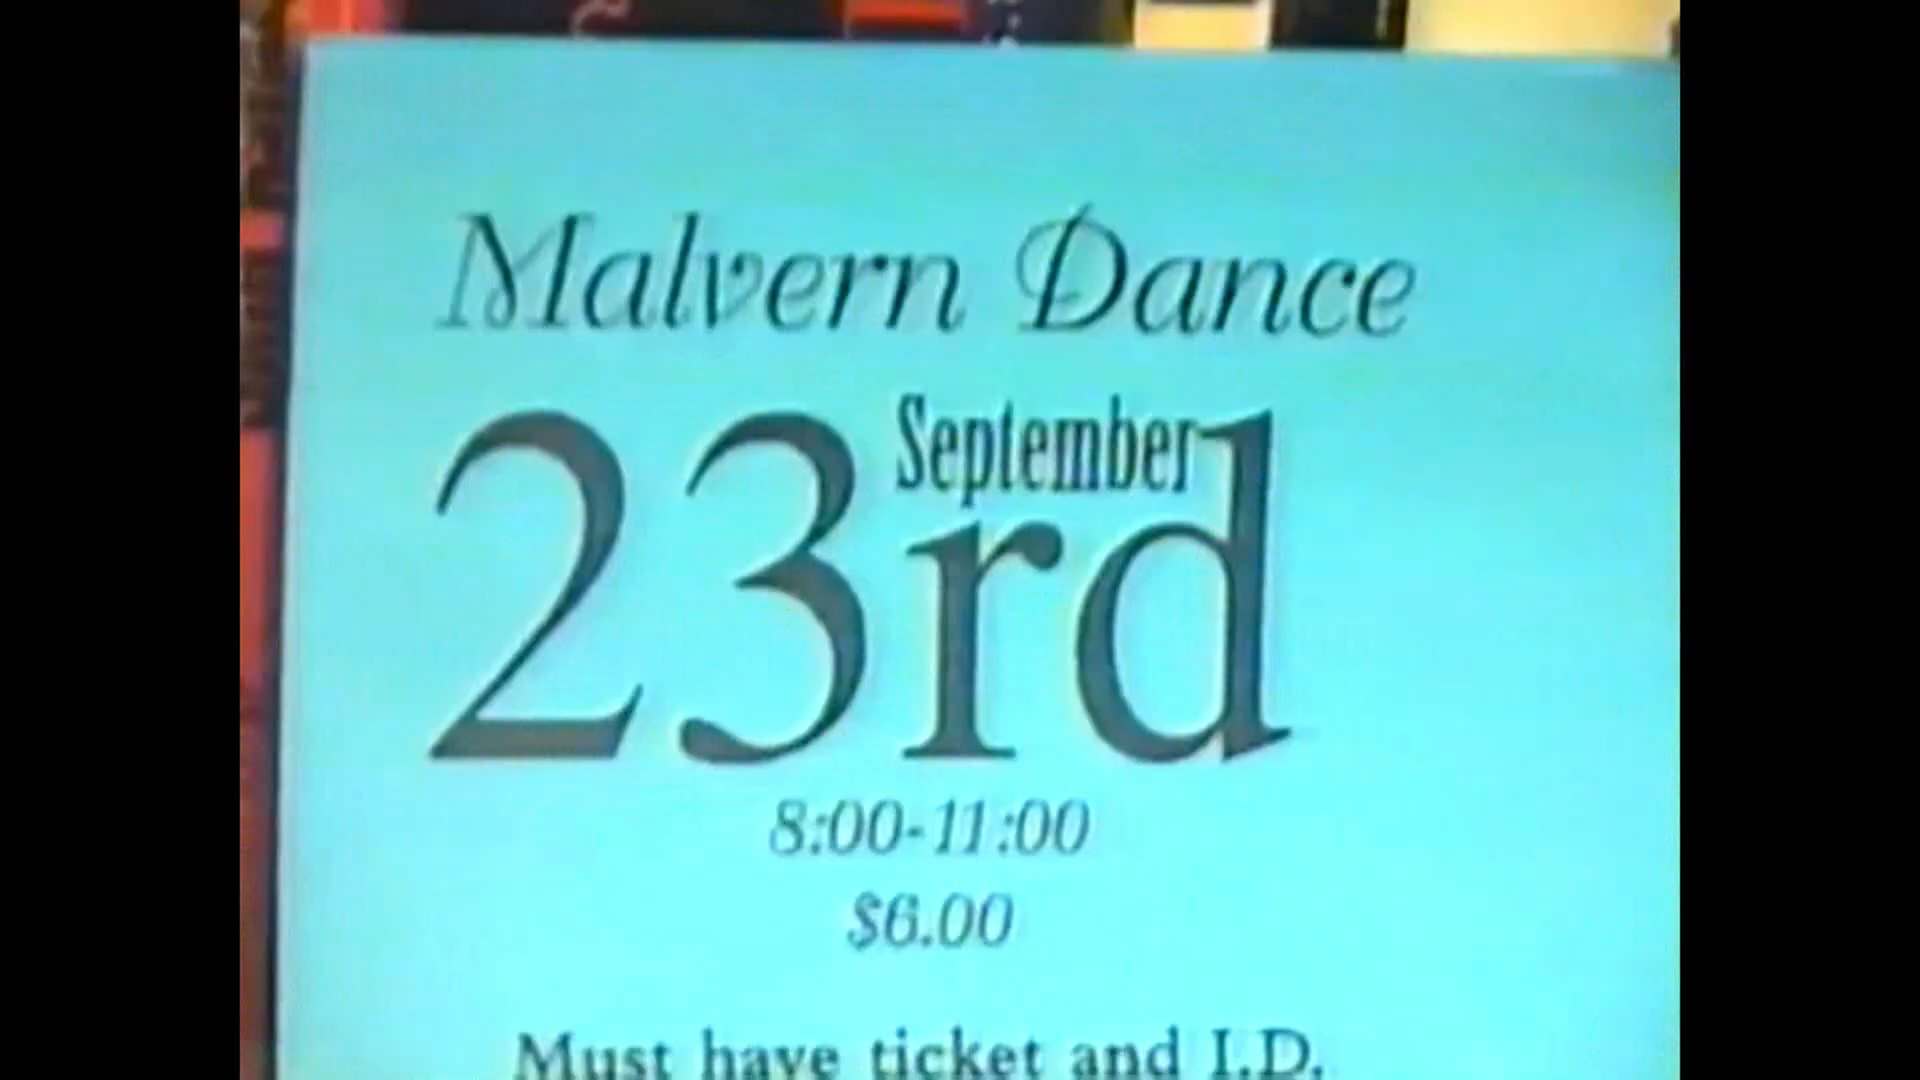 Malvern Dance
September
23rd
8:00-11:00
$6.00
Must have ticket and I.D.